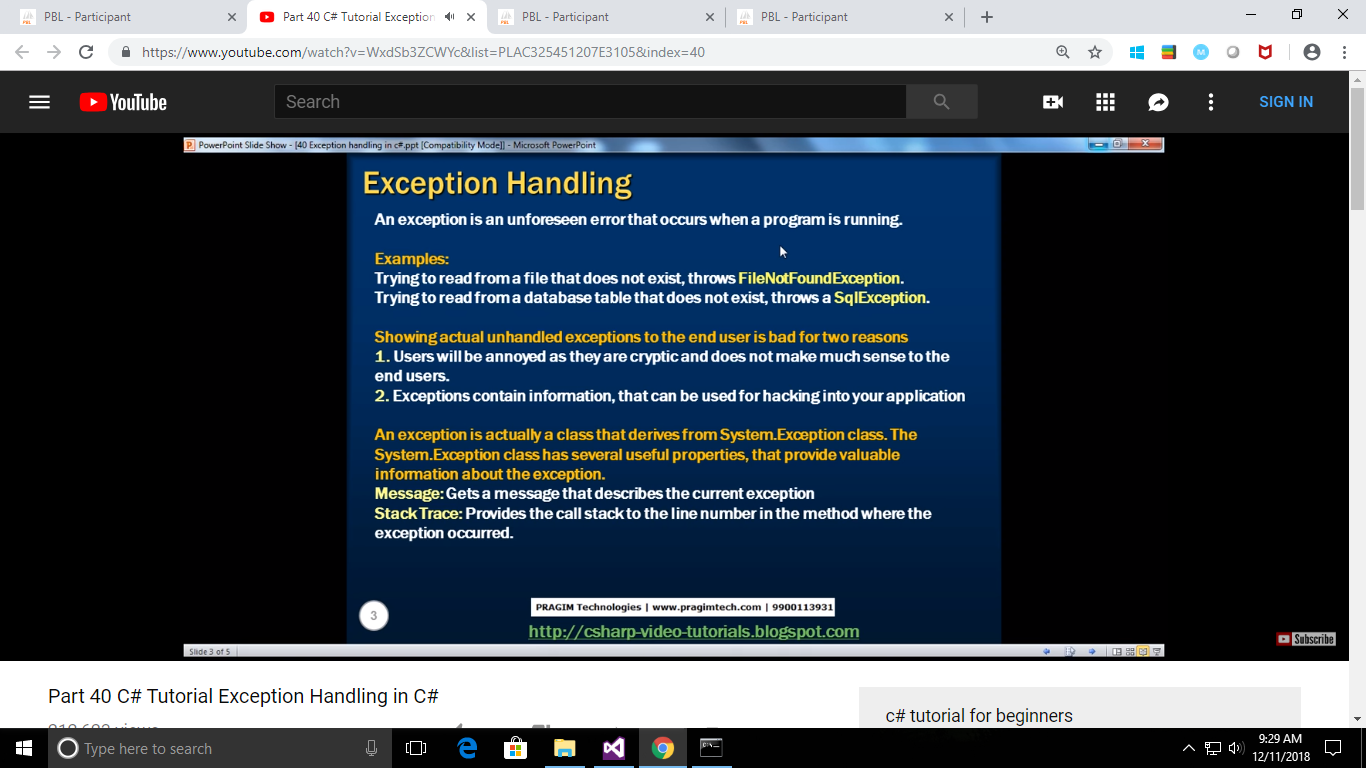 PBL - Participant
Part 40 C# Tutorial Exception
PBL - Participant
PBL - Participant
https://www.youtube.com/watch?v=WxdSb3ZCWYc&list=PLAC325451207E3105&index=40
YouTube
Search
SIGN IN
PowerPoint Slide Show - [40 Exception handling in c#.ppt [Compatibility Mode]] - Microsoft PowerPoint
Exception Handling
An exception is an unforeseen error that occurs when a program is running.
Examples:
Trying to read from a file that does not exist, throws FileNotFoundException.
Trying to read from a database table that does not exist, throws a SqlException.
Showing actual unhandled exceptions to the end user is bad for two reasons
1. Users will be annoyed as they are cryptic and does not make much sense to the
end users.
2. Exceptions contain information, that can be used for hacking into your application
An exception is actually a class that derives from System.Exception class. The
System.Exception class has several useful properties, that provide valuable
information about the exception.
Message: Gets a message that describes the current exception
Stack Trace: Provides the call stack to the line number in the method where the
exception occurred.
3
PRAGIM Technologies | www.pragimtech.com | 9900113931
http://csharp-video-tutorials.blogspot.com
Subscribe
Slide 3 of 5
Part 40 C# Tutorial Exception Handling in C#
c# tutorial for beginners
Type here to search
9:29 AM
12/11/2018